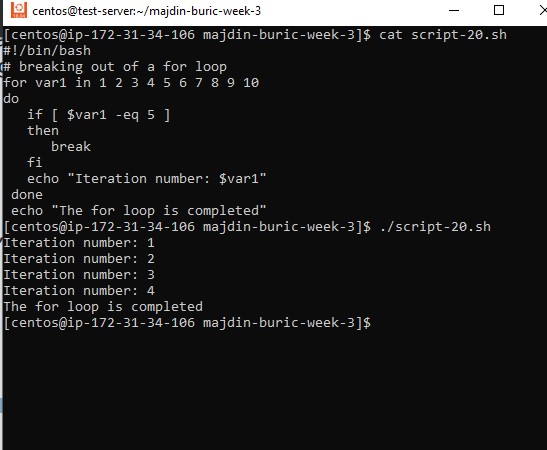 centos@test-server:~/majdin-buric-week-3
[centos@ip-172-31-34-106 majdin-buric-week-3]$ cat script-20.sh
#!/bin/bash
# breaking out of a for loop
for var1 in 1 2 3 4 5 6 7 8 9 10
do
   if [ $var1 -eq 5 ]
   then
      break
   fi
   echo "Iteration number: $var1"
 done
 echo "The for loop is completed"
[centos@ip-172-31-34-106 majdin-buric-week-3]$ ./script-20.sh
Iteration number: 1
Iteration number: 2
Iteration number: 3
Iteration number: 4
The for loop is completed
[centos@ip-172-31-34-106 majdin-buric-week-3]$